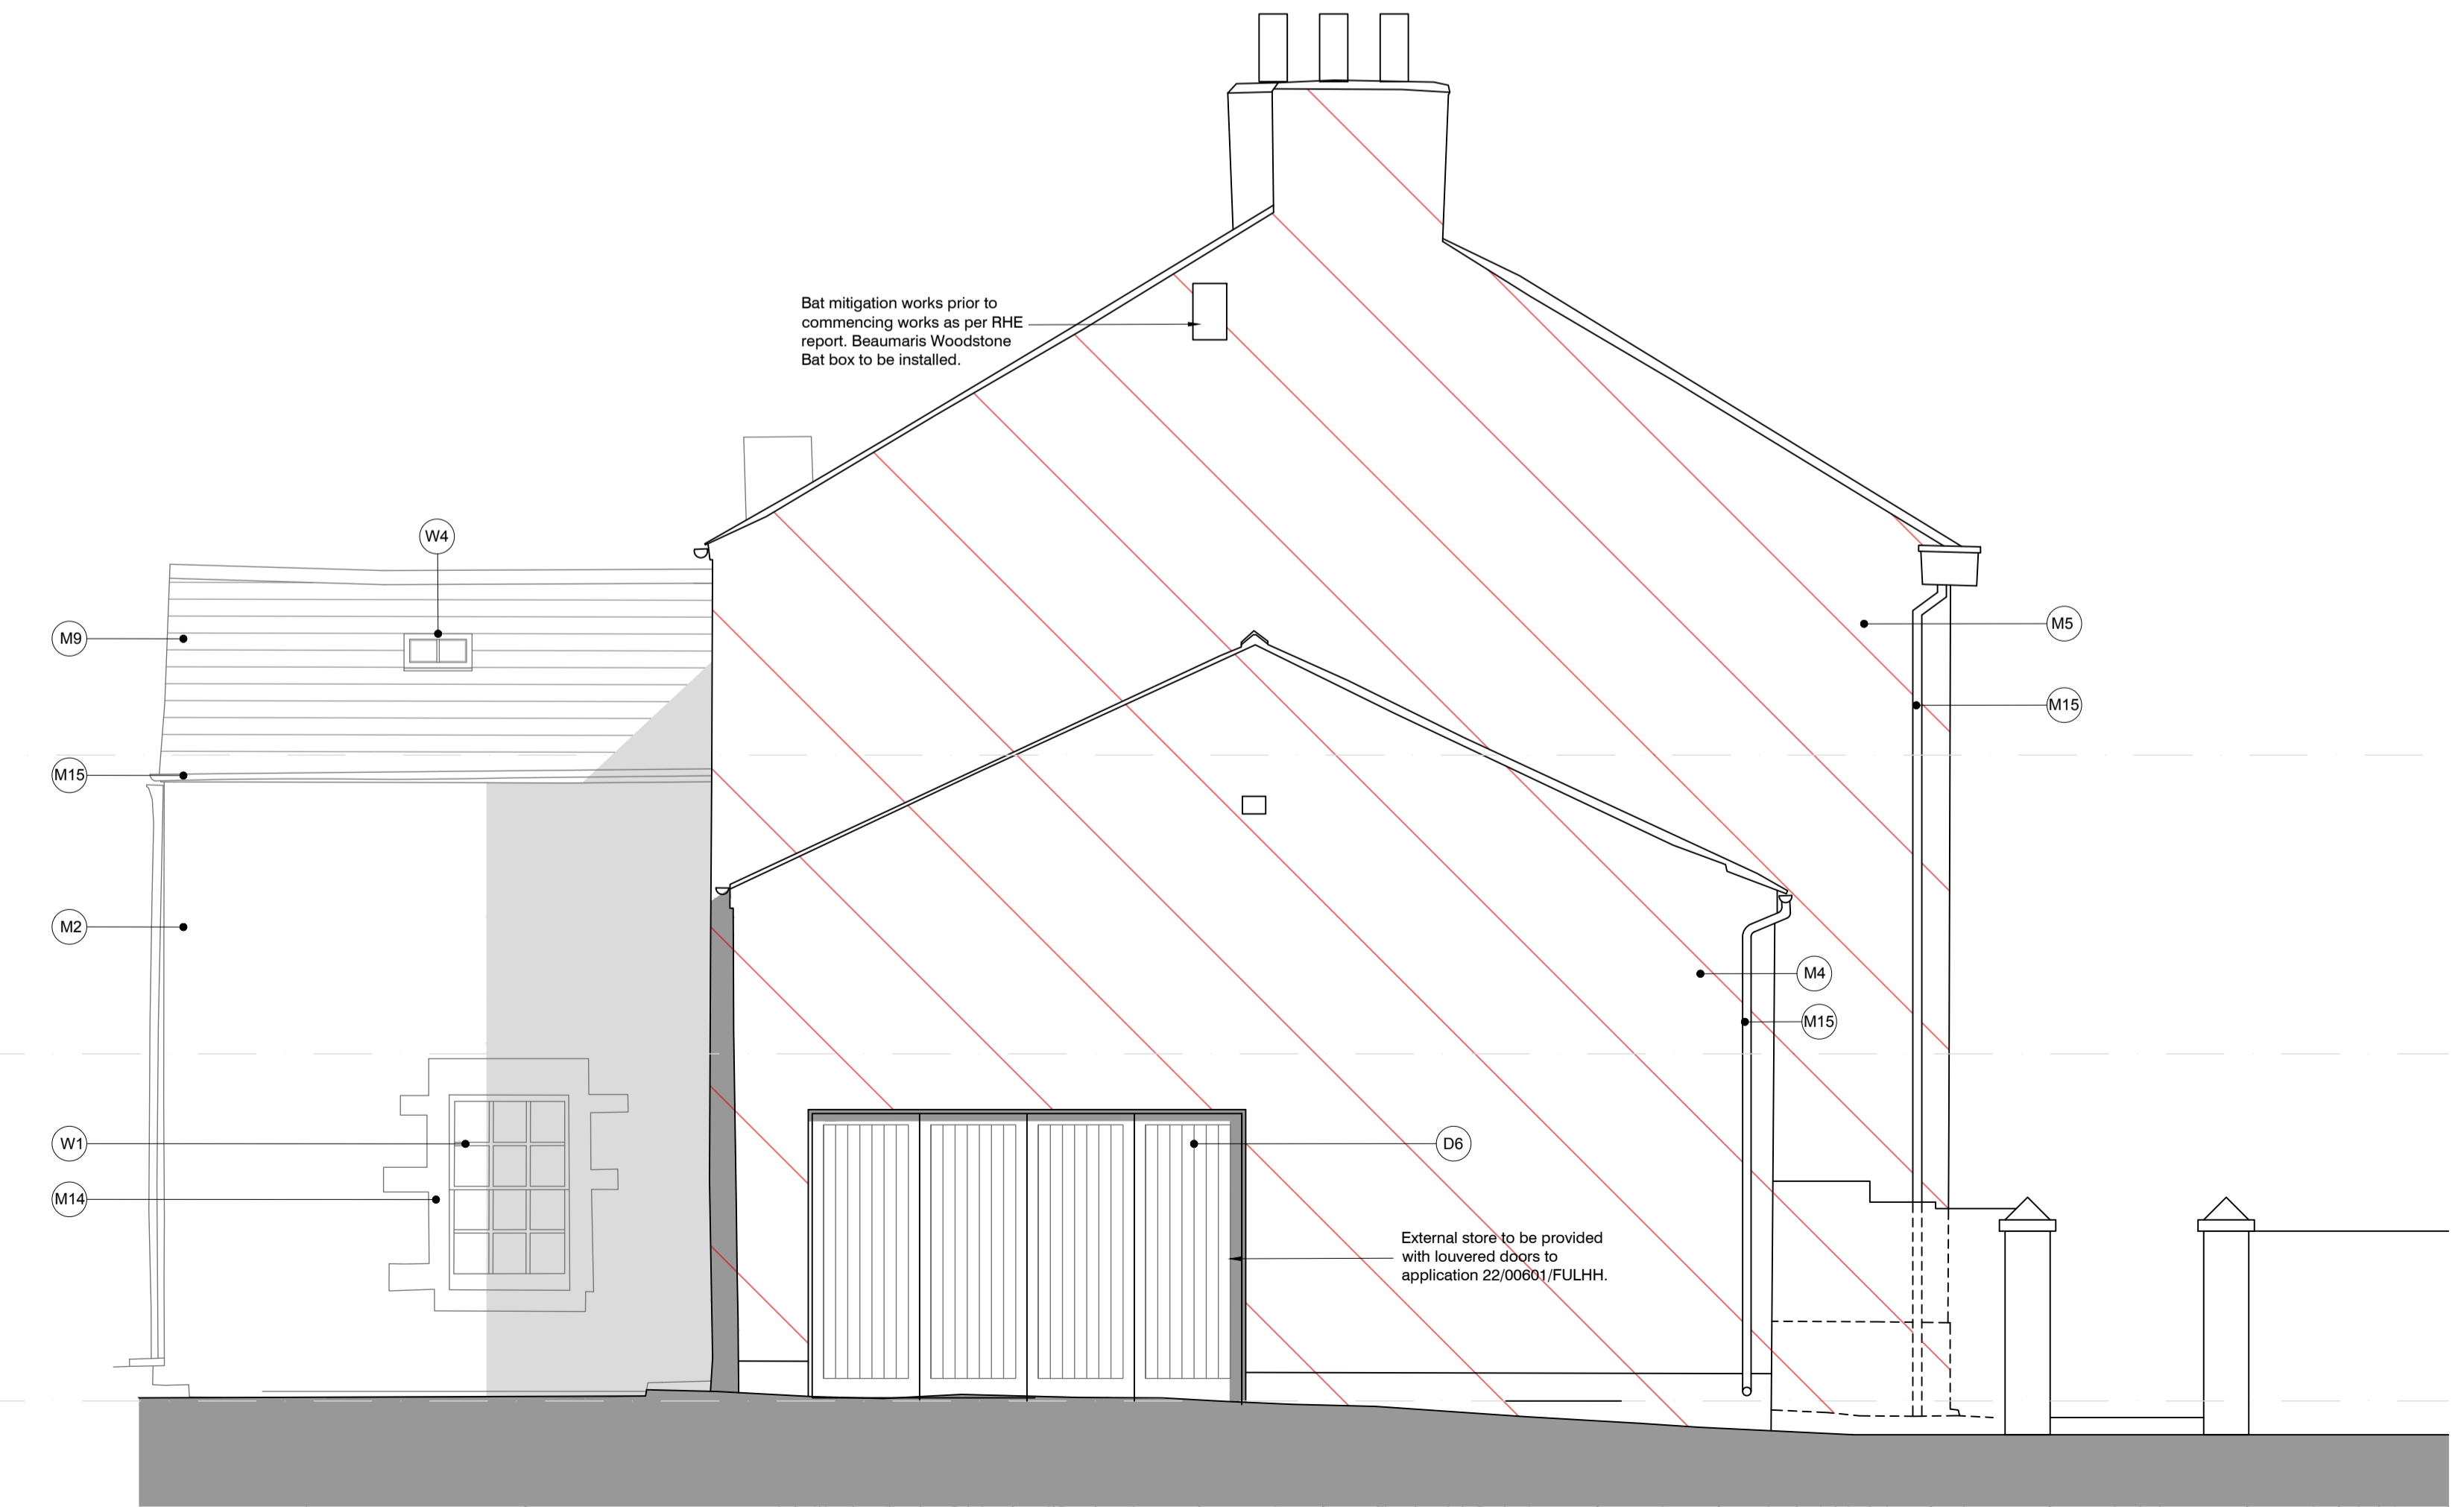 Bat mitigation works prior to
commencing works as per RHE
report. Beaumaris Woodstone
Bat box to be installed.
W4
M9
M5
M15
M15
M2
M4
M15
W1
D6
M14
External store to be provided
with louvered doors to
application 22/00601/FULHH.